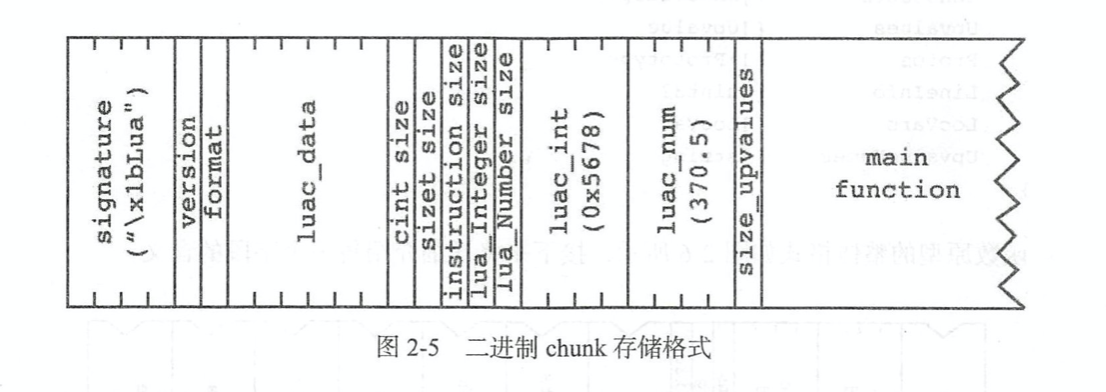 signature
("\x1bLua")
version
format
luac_data
cint size
sizet size
instruction size
lua_Integer size
lua_Number size
luac_int
(0x5678)
luac_num
(370.5)
size_upvalues
main
function
图 2-5 二进制 chunk 存储格式